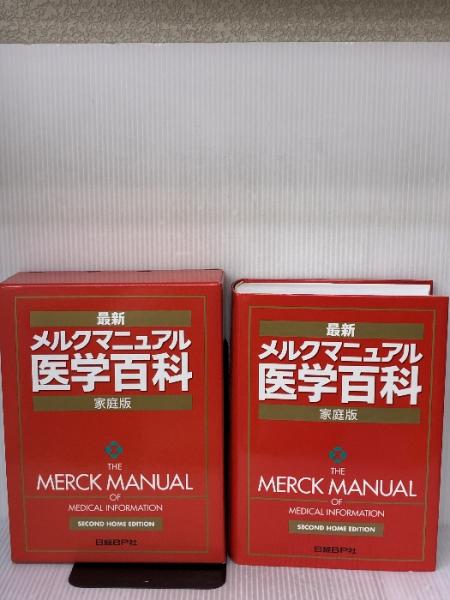 最新
メルクマニュアル
医学百科
家庭版
THE
MERCK MANUAL
OF
MEDICAL INFORMATION
SECOND HOME EDITION
日経BP社
最新
メルクマニュアル
医学百科
家庭版
THE
MERCK MANUAL
OF
MEDICAL INFORMATION
SECOND HOME EDITION
日経BP社